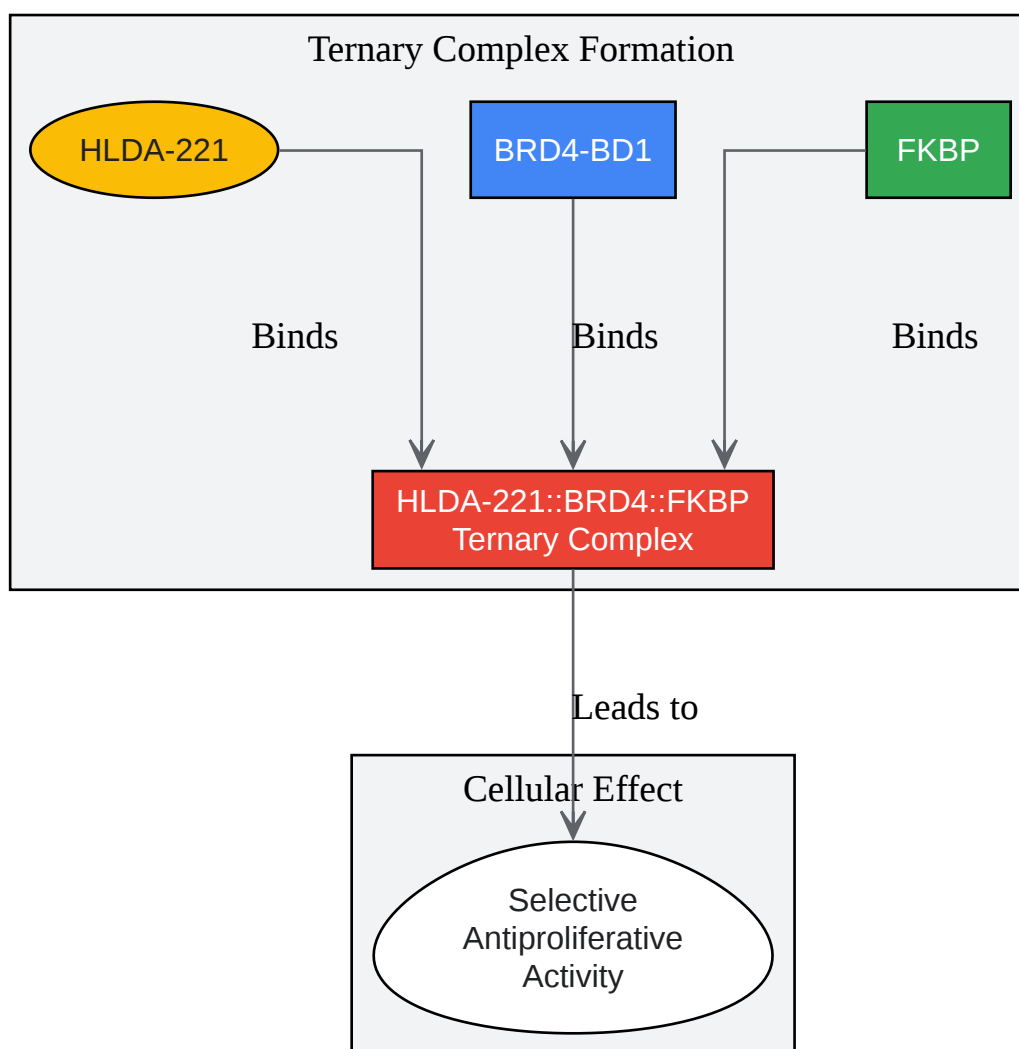 Ternary Complex Formation
HLDA-221
BRD4-BD1
FKBP
Binds
Binds
Binds
HLDA-221::BRD4::FKBP
Ternary Complex
Leads to
Cellular Effect
Selective
Antiproliferative
Activity